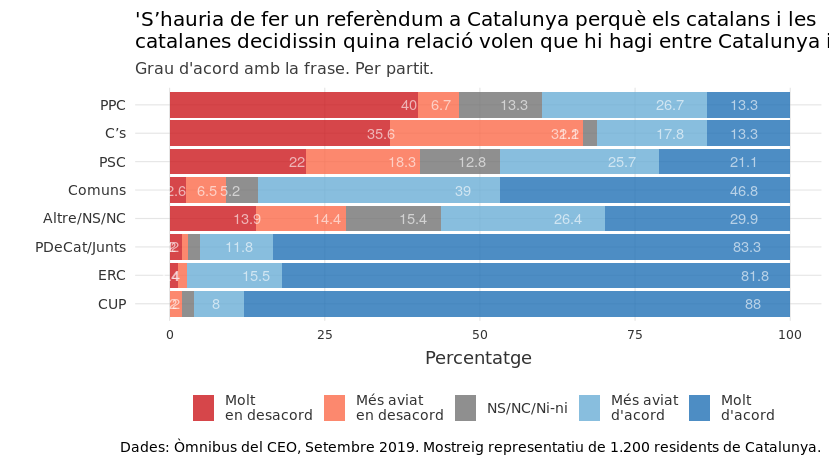 'S’hauria de fer un referèndum a Catalunya perquè els catalans i les
catalanes decidissin quina relació volen que hi hagi entre Catalunya i
Grau d'acord amb la frase. Per partit.
PPC 40 6.7 13.3 26.7 13.3
C’s 35.6 17.8 13.3
PSC 22 18.3 12.8 25.7 21.1
Comuns 2.6 6.5 5.2 39 46.8
Altre/NS/NC 13.9 14.4 15.4 26.4 29.9
PDeCat/Junts 11.8 83.3
ERC 15.5 81.8
CUP 8 88
0 25 50 75 100
Percentatge
Molt
en desacord
Més aviat
en desacord
NS/NC/Ni-ni
Més aviat
d'acord
Molt
d'acord
Dades: Òmnibus del CEO, Setembre 2019. Mostreig representatiu de 1.200 residents de Catalunya.